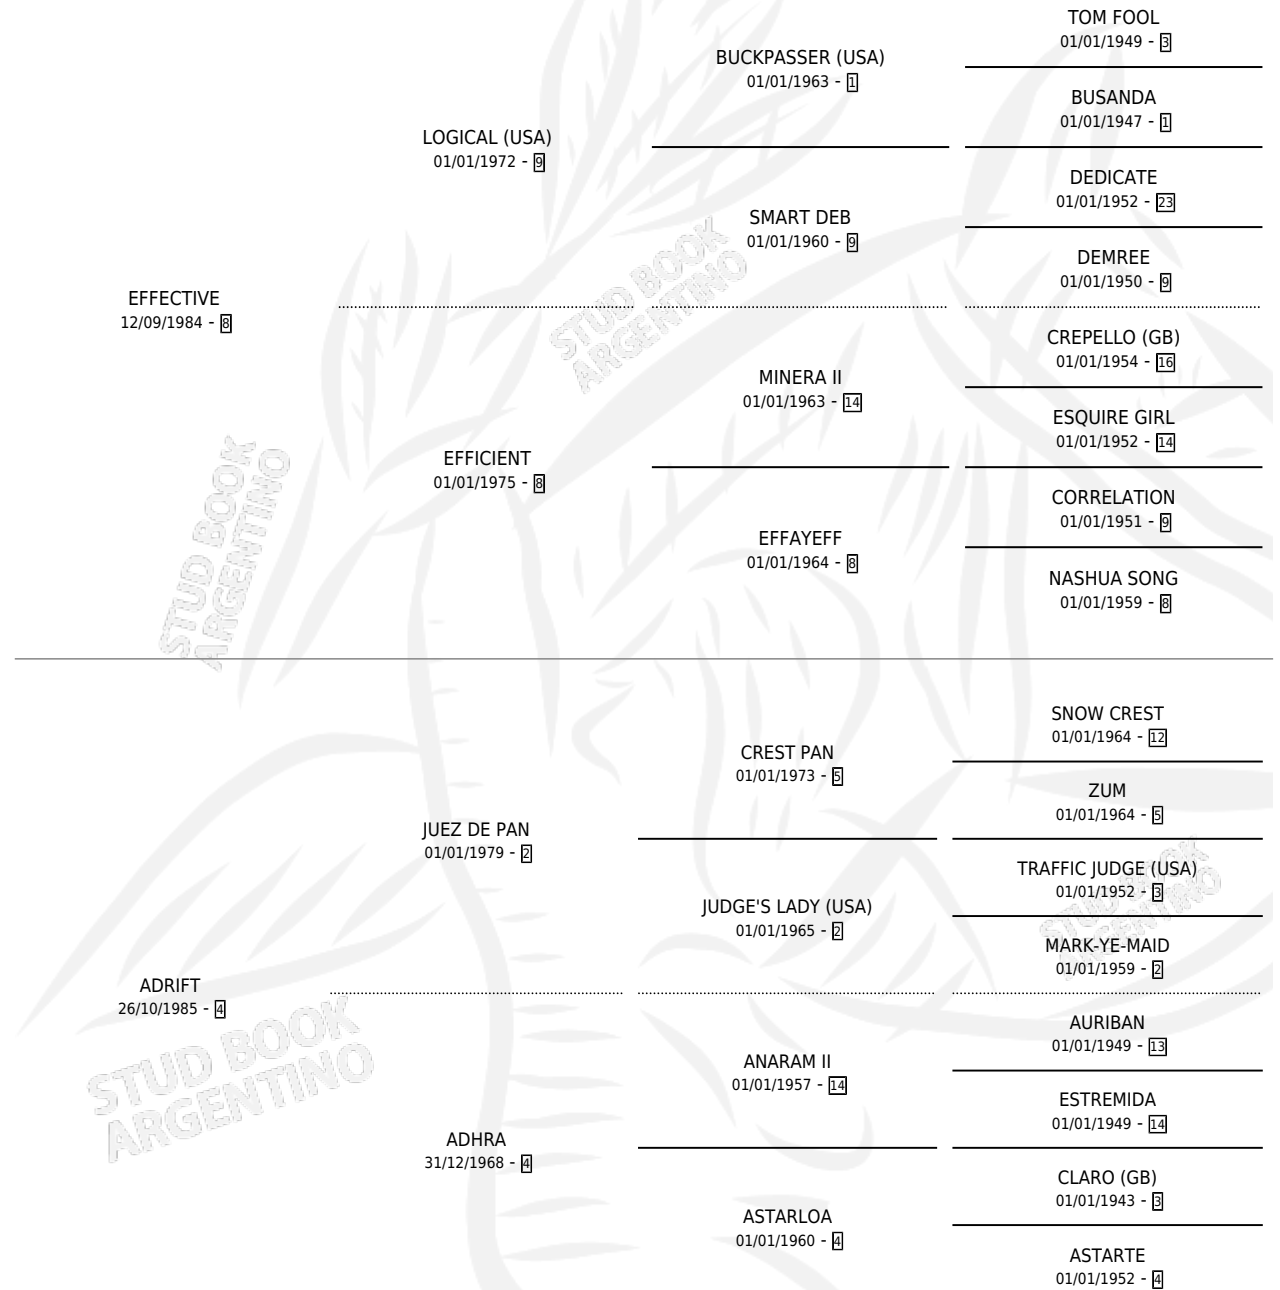 TOM FOOL
01/01/1949 - 3
BUCKPASSER (USA)
01/01/1963 - 1
BUSANDA
01/01/1947 - 1
LOGICAL (USA)
01/01/1972 - 9
DEDICATE
01/01/1952 - 23
SMART DEB
01/01/1960 - 9
DEMREE
01/01/1950 - 9
EFFECTIVE
12/09/1984 - 8
CREPELLO (GB)
01/01/1954 - 16
MINERA II
01/01/1963 - 14
ESQUIRE GIRL
01/01/1952 - 14
EFFICIENT
01/01/1975 - 8
CORRELATION
01/01/1951 - 9
EFFAYEFF
01/01/1964 - 8
NASHUA SONG
01/01/1959 - 8
SNOW CREST
01/01/1964 - 12
CREST PAN
01/01/1973 - 5
ZUM
01/01/1964 - 5
JUEZ DE PAN
01/01/1979 - 2
TRAFFIC JUDGE (USA)
01/01/1952 - 3
JUDGE'S LADY (USA)
01/01/1965 - 2
MARK-YE-MAID
01/01/1959 - 2
ADRIFT
26/10/1985 - 4
AURIBAN
01/01/1949 - 13
ANARAM II
01/01/1957 - 14
ESTREMIDA
01/01/1949 - 14
ADHRA
31/12/1968 - 4
CLARO (GB)
01/01/1943 - 3
ASTARLOA
01/01/1960 - 4
ASTARTE
01/01/1952 - 4
STUD BOOK
ARGENTINO
STUD BOOK
ARGENTINO
STUD BOOK
ARGENTINO
STUD BOOK
ARGENTINO